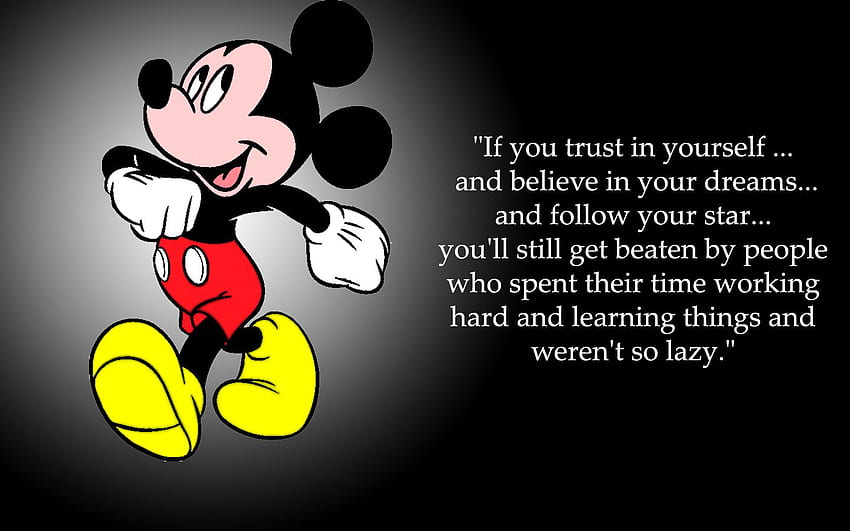 "If you trust in yourself ...
and believe in your dreams...
and follow your star...
you'll still get beaten by people
who spent their time working
hard and learning things and
weren't so lazy."